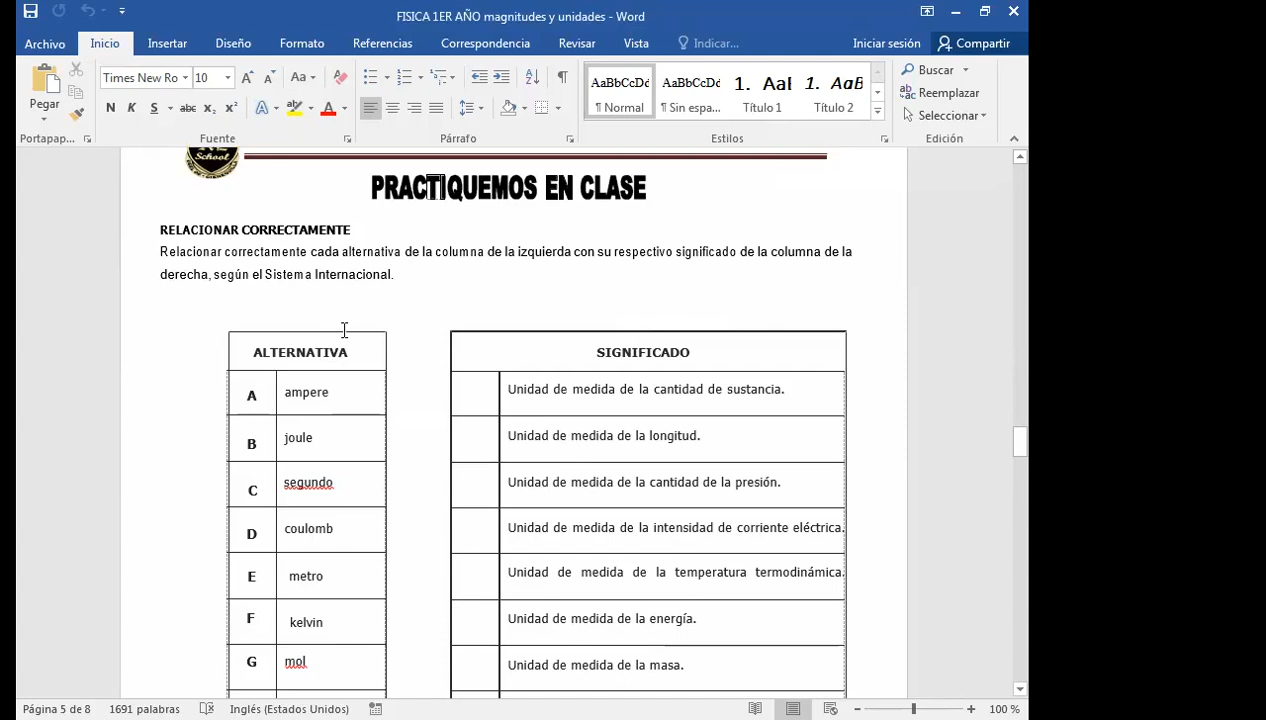 FISICA 1ER AÑO magnitudes y unidades - Word
Archivo Inicio Insertar Diseño Formato Referencias Correspondencia Revisar Vista Indicar... Iniciar sesión Compartir
Pegar
Times New Ro 10 Aa
N K S abc x₂ x² A A
AaBbCcDd AaBbCcDd 1. AaI 1. AaB
¶ Normal ¶ Sin espa... Título 1 Título 2
Buscar
Reemplazar
Seleccionar
Portapap... Fuente Párrafo Estilos Edición
School
PRACTIQUEMOS EN CLASE
RELACIONAR CORRECTAMENTE
Relacionar correctamente cada alternativa de la columna de la izquierda con su respectivo significado de la columna de la
derecha, según el Sistema Internacional.
ALTERNATIVA
A ampere
B joule
C segundo
D coulomb
E metro
F kelvin
G mol
SIGNIFICADO
Unidad de medida de la cantidad de sustancia.
Unidad de medida de la longitud.
Unidad de medida de la cantidad de la presión.
Unidad de medida de la intensidad de corriente eléctrica.
Unidad de medida de la temperatura termodinámica.
Unidad de medida de la energía.
Unidad de medida de la masa.
Página 5 de 8 1691 palabras Inglés (Estados Unidos) 100 %